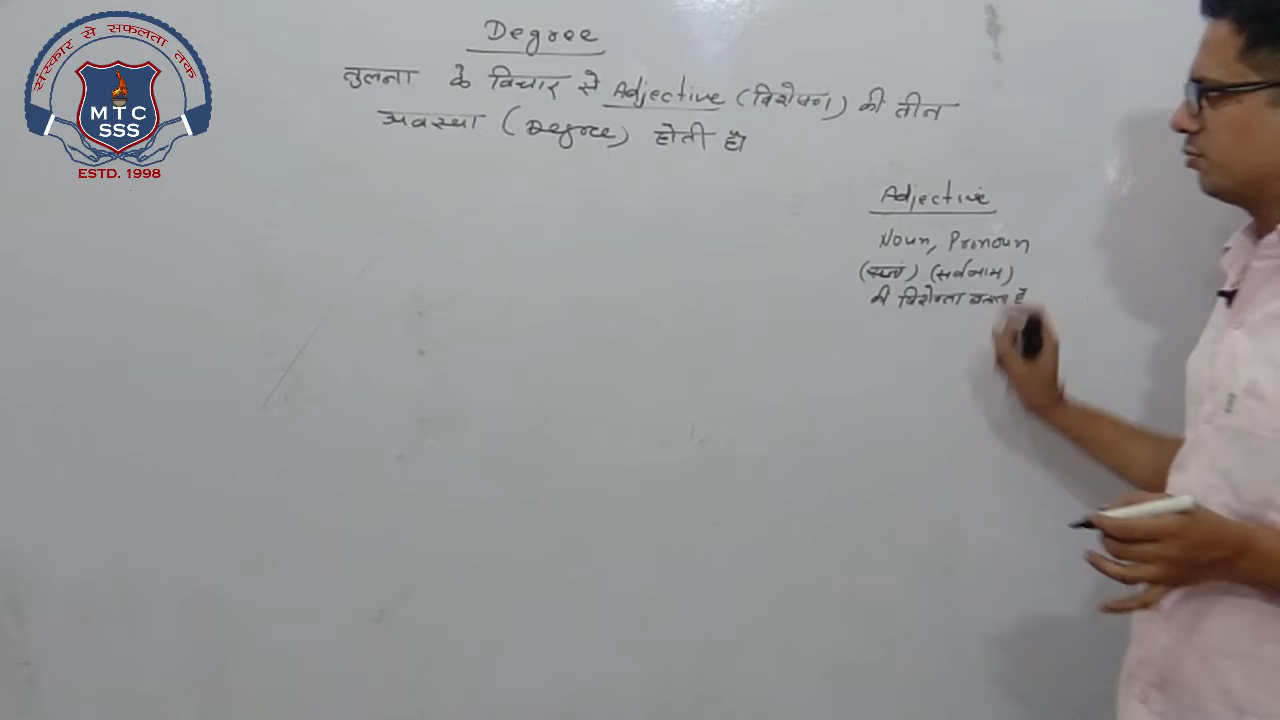 संस्कार से सफलता तक
MTC
SSS
ESTD. 1998
Degree
तुलना के विचार से Adjective (विशेषण) की तीन
अवस्था (Degree) होती है
Adjective
Noun, Pronoun
(संज्ञा) (सर्वनाम)
की विशेषता बताता है